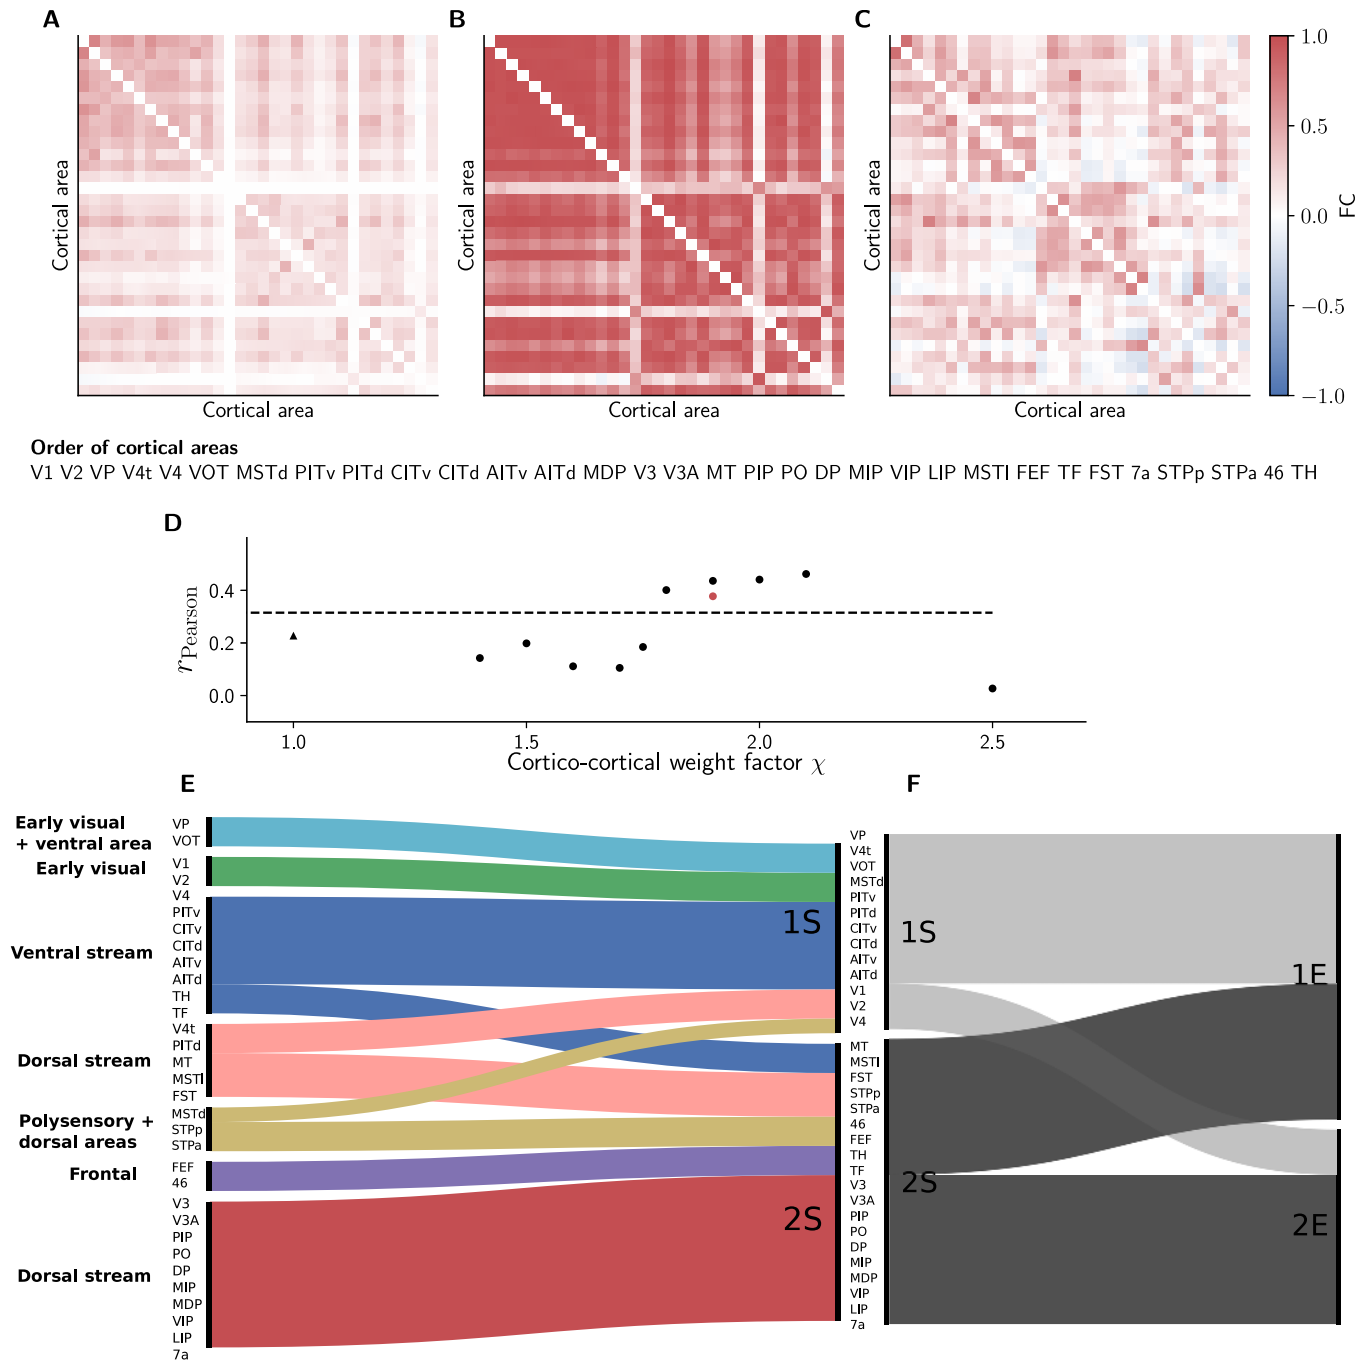 A
B
C
Cortical area
Cortical area
Cortical area
Cortical area
Cortical area
Cortical area
1.0
0.5
0.0
−0.5
−1.0
FC
Order of cortical areas
V1 V2 VP V4t V4 VOT MSTd PITv PITd CITv CITd AITv AITd MDP V3 V3A MT PIP PO DP MIP VIP LIP MSTl FEF TF FST 7a STPp STPa 46 TH
D
0.4
0.2
0.0
rPearson
1.0
1.5
2.0
2.5
Cortico-cortical weight factor χ
E
Early visual
+ ventral area
Early visual
Ventral stream
Dorsal stream
Polysensory +
dorsal areas
Frontal
Dorsal stream
VP
VOT
V1
V2
V4
PITv
CITv
CITd
AITv
AITd
TH
TF
V4t
PITd
MT
MSTl
FST
MSTd
STPp
STPa
FEF
46
V3
V3A
PIP
PO
DP
MIP
MDP
VIP
LIP
7a
1S
2S
F
VP
V4t
VOT
MSTd
PITv
PITd
CITv
CITd
AITv
AITd
V1
V2
V4
MT
MSTl
FST
STPp
STPa
46
FEF
TH
TF
V3
V3A
PIP
PO
DP
MIP
MDP
VIP
LIP
7a
1S
2S
1E
2E